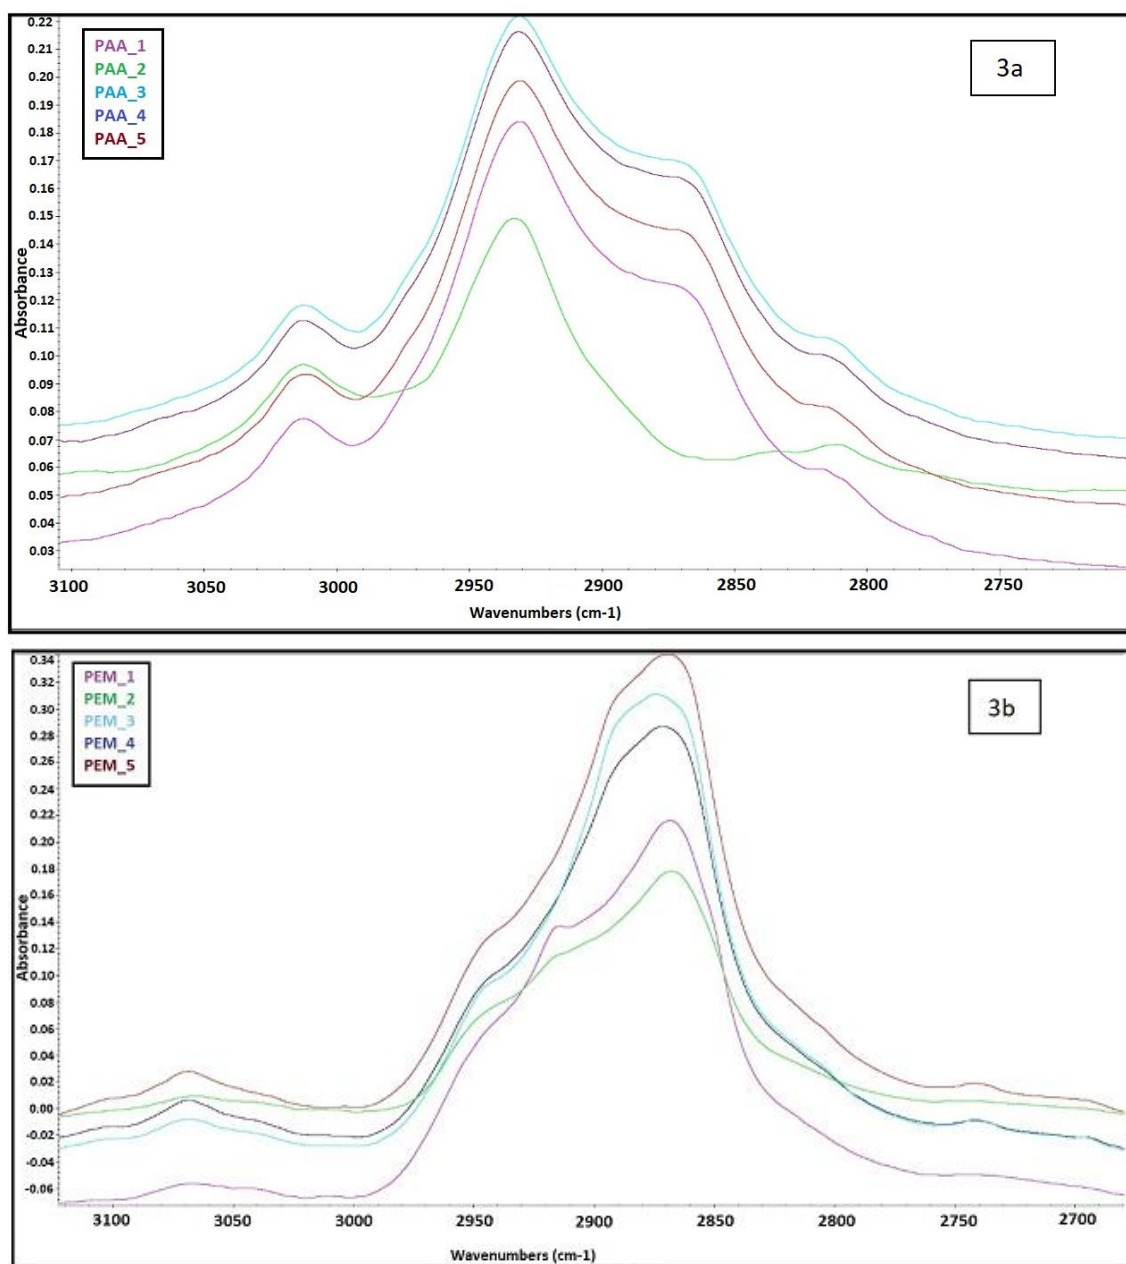 0.22
0.21
0.20
0.19
0.18
0.17
0.16
0.15
0.14
0.13
0.12
0.11
0.10
0.09
0.08
0.07
0.06
0.05
0.04
0.03
Absorbance
PAA_1
PAA_2
PAA_3
PAA_4
PAA_5
3a
3100 3050 3000 2950 2900 2850 2800 2750
Wavenumbers (cm-1)
0.34
0.32
0.30
0.28
0.26
0.24
0.22
0.20
0.18
0.16
0.14
0.12
0.10
0.08
0.06
0.04
0.02
0.00
-0.02
-0.04
-0.06
Absorbance
PEM_1
PEM_2
PEM_3
PEM_4
PEM_5
3b
3100 3050 3000 2950 2900 2850 2800 2740 2700
Wavenumbers (cm-1)